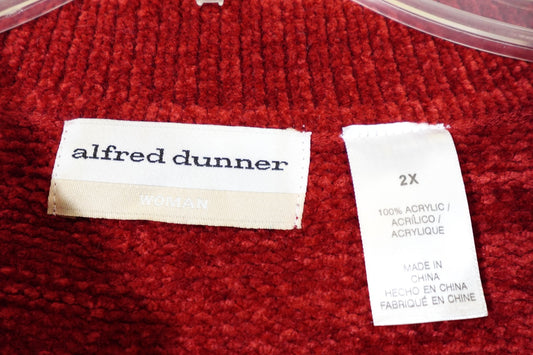 alfred dunner
WOMAN
2X
100% ACRYLIC /
ACRÍLICO /
ACRYLIQUE
MADE IN
CHINA
HECHO EN CHINA
FABRIQUÉ EN CHINE